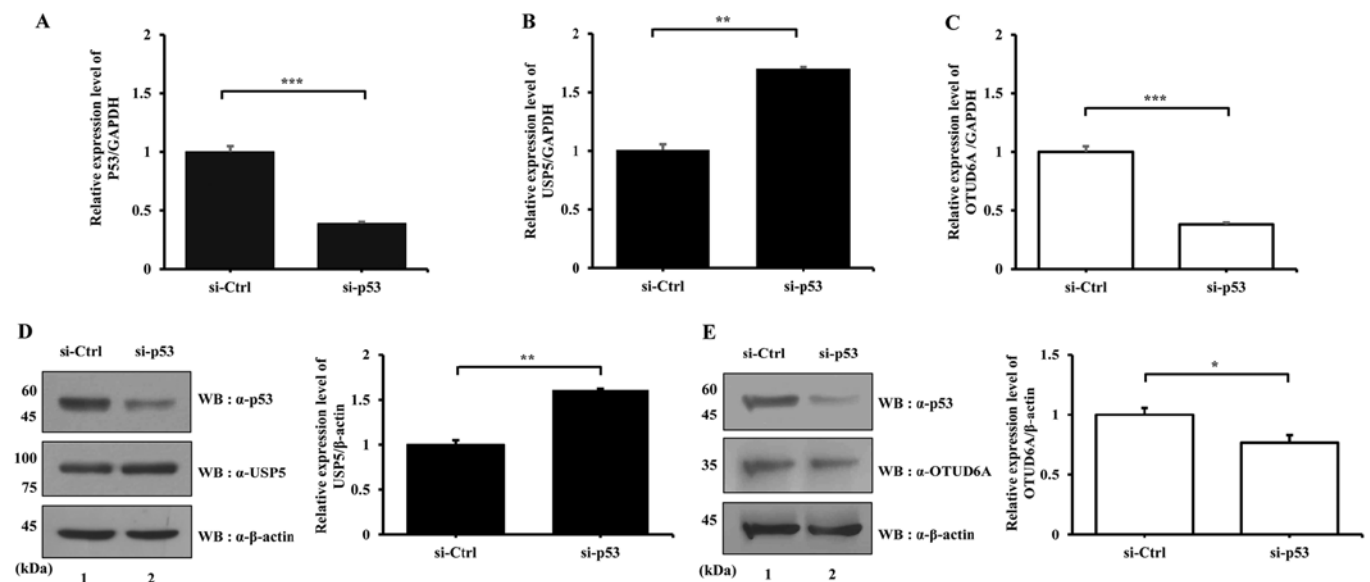 A
Relative expression level of
P53/GAPDH
2
1.5
1
0.5
0
***
si-Ctrl
si-p53
B
Relative expression level of
USP5/GAPDH
2
1.5
1
0.5
0
**
si-Ctrl
si-p53
C
Relative expression level of
OTUD6A /GAPDH
2
1.5
1
0.5
0
***
si-Ctrl
si-p53
D
si-Ctrl si-p53
60
45
WB : α-p53
100
75
WB : α-USP5
45
WB : α-β-actin
(kDa)
1 2
Relative expression level of
USP5/β-actin
2
1.5
1
0.5
0
**
si-Ctrl
si-p53
E
si-Ctrl si-p53
60
45
WB : α-p53
35
WB : α-OTUD6A
45
WB : α-β-actin
(kDa)
1 2
Relative expression level of
OTUD6A/β-actin
1.5
1
0.5
0
*
si-Ctrl
si-p53